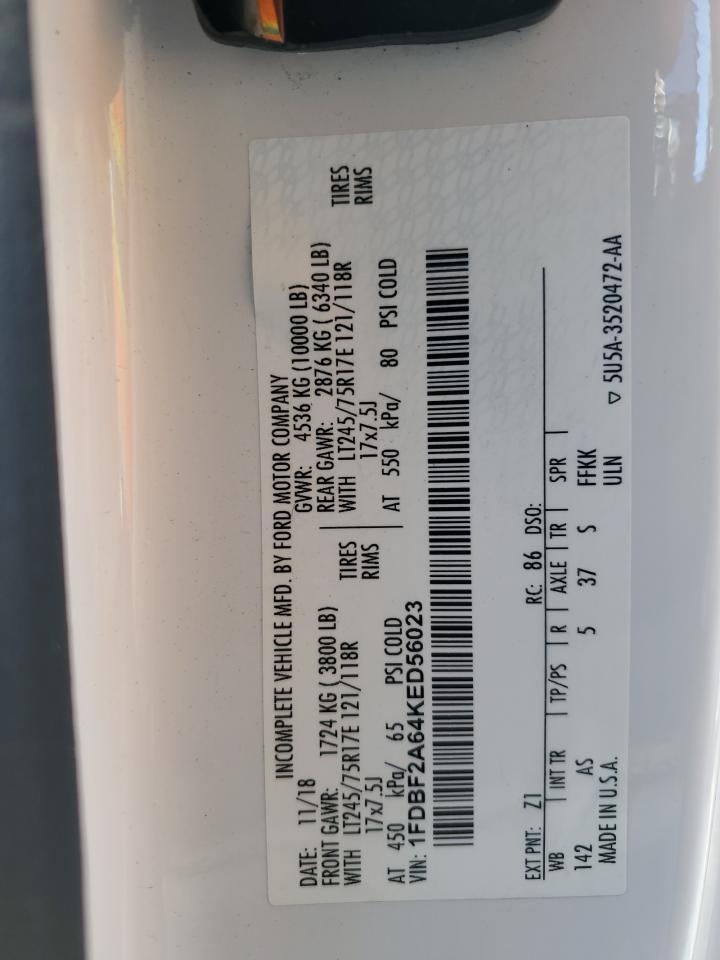 INCOMPLETE VEHICLE MFD. BY FORD MOTOR COMPANY
DATE: 11/18 GVWR: 4536 KG (10000 LB)
FRONT GAWR: 1724 KG ( 3800 LB) REAR GAWR: 2876 KG ( 6340 LB)
WITH LT245/75R17E 121/118R TIRES WITH LT245/75R17E 121/118R TIRES
17x7.5J RIMS 17x7.5J RIMS
AT 450 kPa/ 65 PSI COLD AT 550 kPa/ 80 PSI COLD
VIN: 1FDBF2A64KED56023
EXT PNT: Z1 RC: 86 DSO:
WB | INT TR | TP/PS | R | AXLE | TR | SPR |
142 AS 5 37 S FFKK
MADE IN U.S.A. ULN ▽ 5U5A-3520472-AA